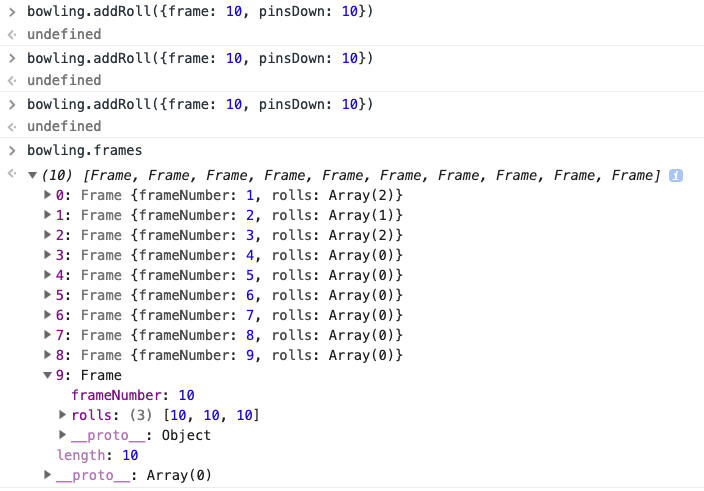 > bowling.addRoll({frame: 10, pinsDown: 10})
undefined
> bowling.addRoll({frame: 10, pinsDown: 10})
undefined
> bowling.addRoll({frame: 10, pinsDown: 10})
undefined
> bowling.frames
(10) [Frame, Frame, Frame, Frame, Frame, Frame, Frame, Frame, Frame, Frame] i
0: Frame {frameNumber: 1, rolls: Array(2)}
1: Frame {frameNumber: 2, rolls: Array(1)}
2: Frame {frameNumber: 3, rolls: Array(2)}
3: Frame {frameNumber: 4, rolls: Array(0)}
4: Frame {frameNumber: 5, rolls: Array(0)}
5: Frame {frameNumber: 6, rolls: Array(0)}
6: Frame {frameNumber: 7, rolls: Array(0)}
7: Frame {frameNumber: 8, rolls: Array(0)}
8: Frame {frameNumber: 9, rolls: Array(0)}
9: Frame
frameNumber: 10
rolls: (3) [10, 10, 10]
__proto__: Object
length: 10
__proto__: Array(0)